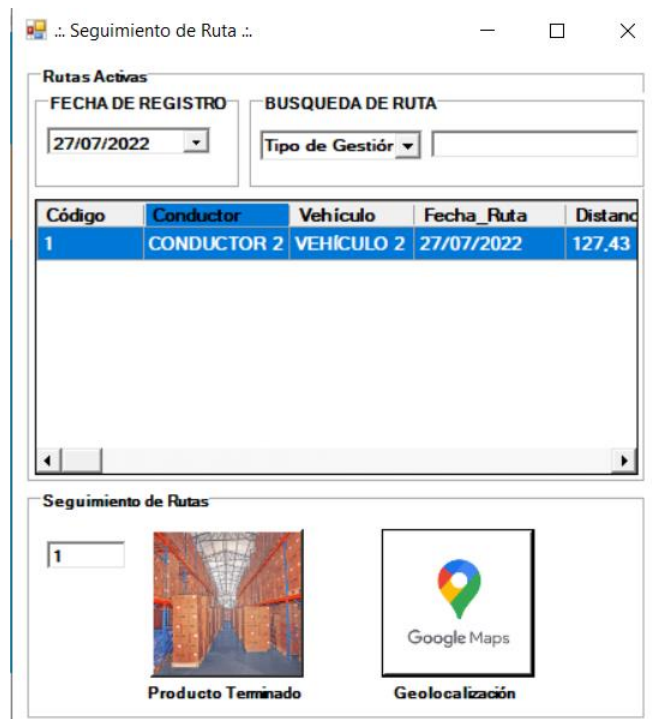 .:. Seguimiento de Ruta .:.
Rutas Activas
FECHA DE REGISTRO
BUSQUEDA DE RUTA
27/07/2022
Tipo de Gestiór
Código Conductor Vehículo Fecha_Ruta Distanc
1 CONDUCTOR 2 VEHÍCULO 2 27/07/2022 127,43
Seguimiento de Rutas
1
Google Maps
Producto Terminado
Geolocalización